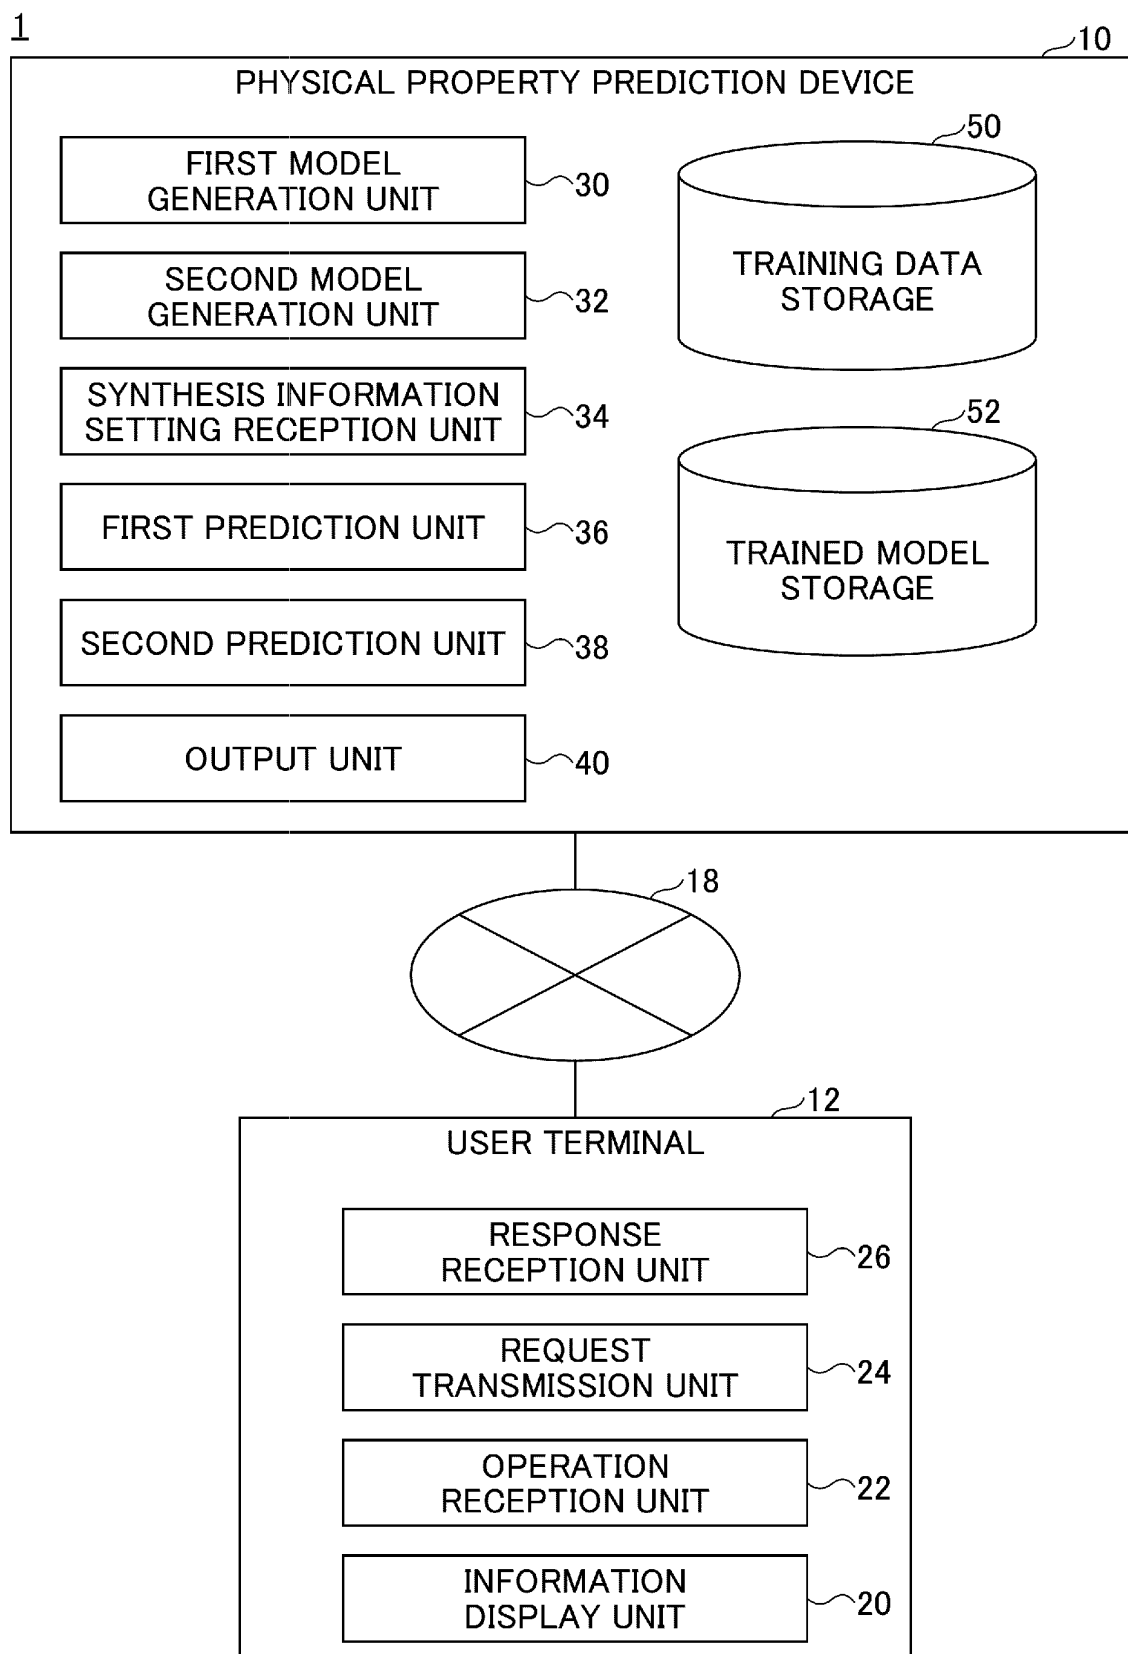 1
10
PHYSICAL PROPERTY PREDICTION DEVICE
FIRST MODEL
GENERATION UNIT
30
SECOND MODEL
GENERATION UNIT
32
SYNTHESIS INFORMATION
SETTING RECEPTION UNIT
34
FIRST PREDICTION UNIT
36
SECOND PREDICTION UNIT
38
OUTPUT UNIT
40
50
TRAINING DATA
STORAGE
52
TRAINED MODEL
STORAGE
18
12
USER TERMINAL
RESPONSE
RECEPTION UNIT
26
REQUEST
TRANSMISSION UNIT
24
OPERATION
RECEPTION UNIT
22
INFORMATION
DISPLAY UNIT
20